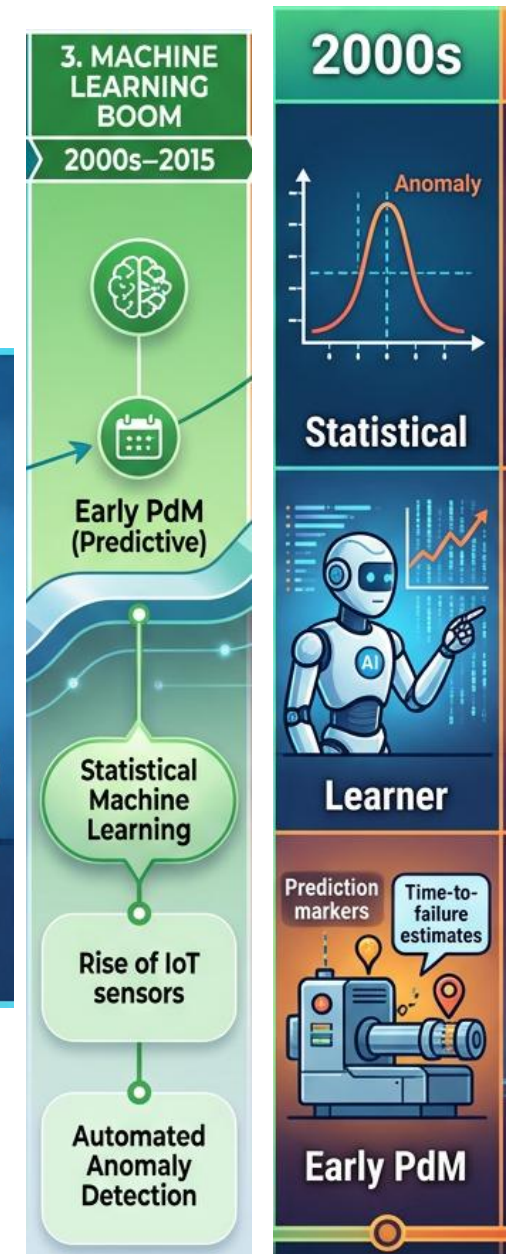 3. MACHINE
LEARNING
BOOM
2000s–2015
Early PdM
(Predictive)
Statistical
Machine
Learning
Rise of IoT
sensors
Automated
Anomaly
Detection
2000s
Anomaly
Statistical
AI
Learner
Prediction
markers
Time-to-
failure
estimates
Early PdM